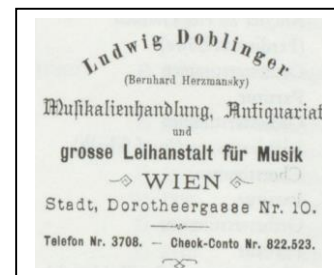 Ludwig Doblinger
(Bernhard Herzmansky)
Musikalienhandlung, Antiquariat
und
grosse Leihanstalt für Musik
WIEN
Stadt, Dorotheergasse Nr. 10.
Telefon Nr. 3708. — Check-Conto Nr. 822.523.